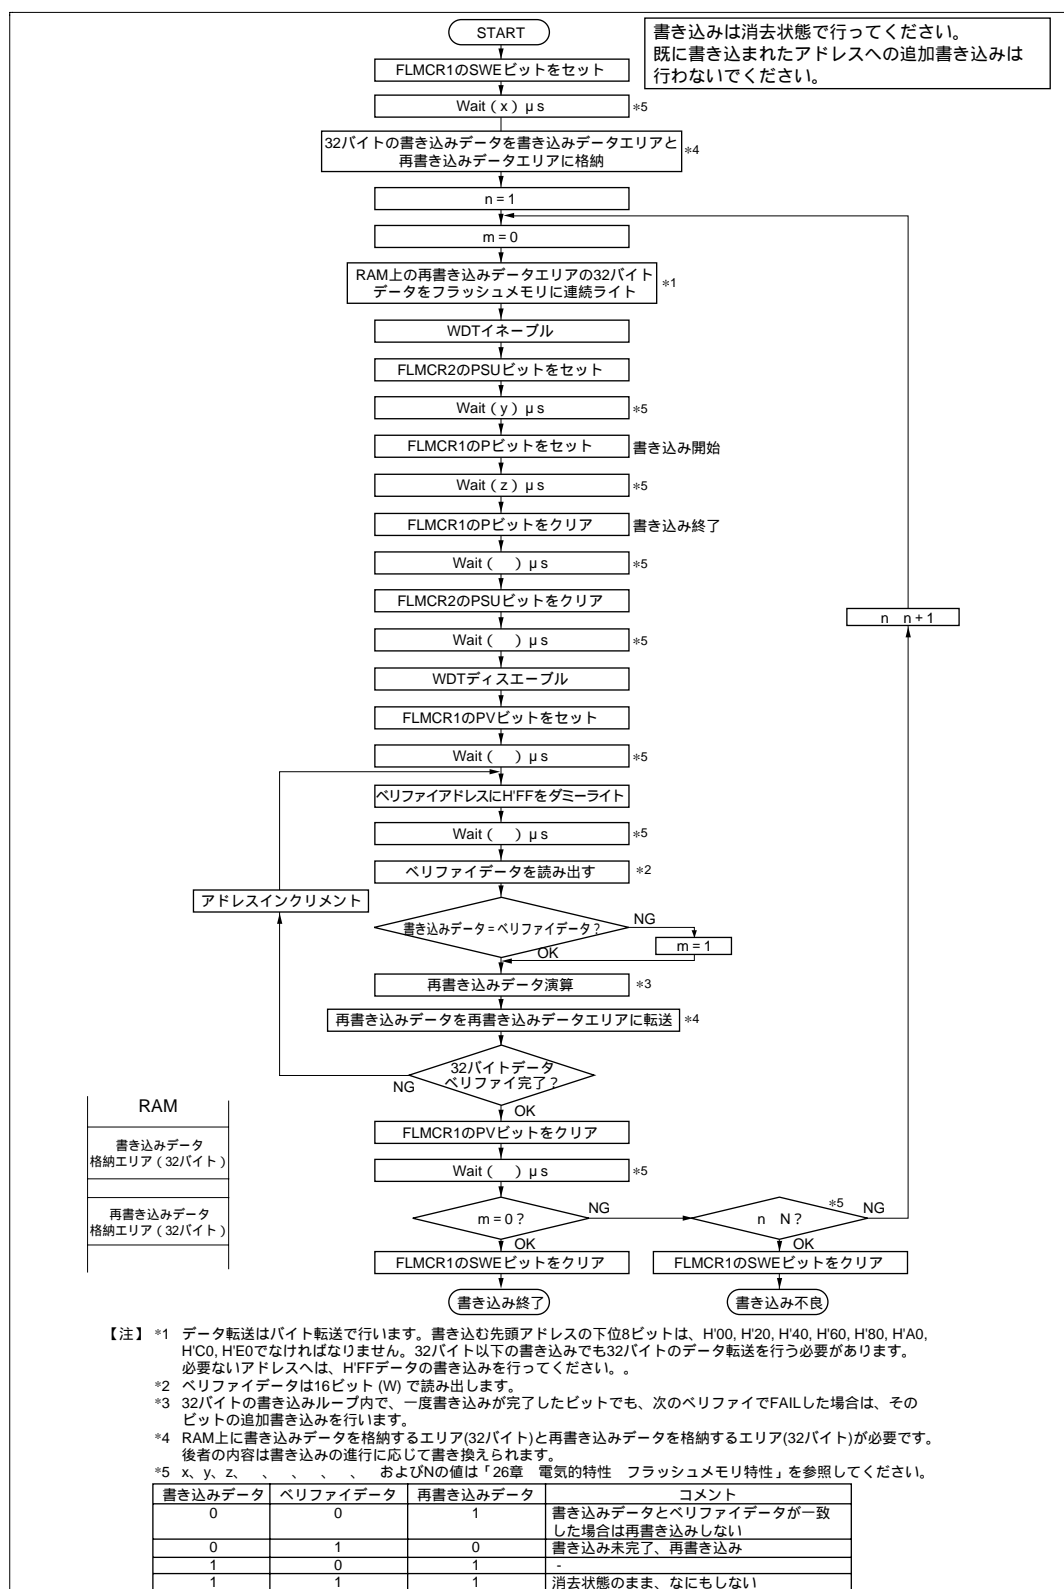 START
書き込みは消去状態で行ってください。
既に書き込まれたアドレスへの追加書き込みは
行わないでください。
FLMCR1のSWEビットをセット
Wait ( x ) μs *5
32バイトの書き込みデータを書き込みデータエリアと
再書き込みデータエリアに格納 *4
n = 1
m = 0
RAM上の再書き込みデータエリアの32バイト
データをフラッシュメモリに連続ライト *1
WDTイネーブル
FLMCR2のPSUビットをセット
Wait ( y ) μs *5
FLMCR1のPビットをセット 書き込み開始
Wait ( z ) μs *5
FLMCR1のPビットをクリア 書き込み終了
Wait (   ) μs *5
FLMCR2のPSUビットをクリア
n   n + 1
Wait (   ) μs *5
WDTディスエーブル
FLMCR1のPVビットをセット
Wait (   ) μs *5
ベリファイアドレスにH'FFをダミーライト
Wait (   ) μs *5
ベリファイデータを読み出す *2
アドレスインクリメント
書き込みデータ = ベリファイデータ？ NG
m = 1
OK
再書き込みデータ演算 *3
再書き込みデータを再書き込みデータエリアに転送 *4
32バイトデータ
ベリファイ完了？
NG
OK
RAM
書き込みデータ
格納エリア（32バイト）
再書き込みデータ
格納エリア（32バイト）
FLMCR1のPVビットをクリア
Wait (   ) μs *5
m = 0 ? NG
n   N ? *5 NG
OK
OK
FLMCR1のSWEビットをクリア
FLMCR1のSWEビットをクリア
書き込み終了
書き込み不良
【注】 *1 データ転送はバイト転送で行います。書き込む先頭アドレスの下位8ビットは、H'00, H'20, H'40, H'60, H'80, H'A0,
H'C0, H'E0でなければなりません。32バイト以下の書き込みでも32バイトのデータ転送を行う必要があります。
必要ないアドレスへは、H'FFデータの書き込みを行ってください。。
*2 ベリファイデータは16ビット (W) で読み出します。
*3 32バイトの書き込みループ内で、一度書き込みが完了したビットでも、次のベリファイでFAILした場合は、その
ビットの追加書き込みを行います。
*4 RAM上に書き込みデータを格納するエリア(32バイト)と再書き込みデータを格納するエリア(32バイト)が必要です。
後者の内容は書き込みの進行に応じて書き換えられます。
*5 x、y、z、　、　、　、　、　およびNの値は「26章　電気的特性　フラッシュメモリ特性」を参照してください。
書き込みデータ ベリファイデータ 再書き込みデータ コメント
0 0 1 書き込みデータとベリファイデータが一致
した場合は再書き込みしない
0 1 0 書き込み未完了、再書き込み
1 0 1 -
1 1 1 消去状態のまま、なにもしない